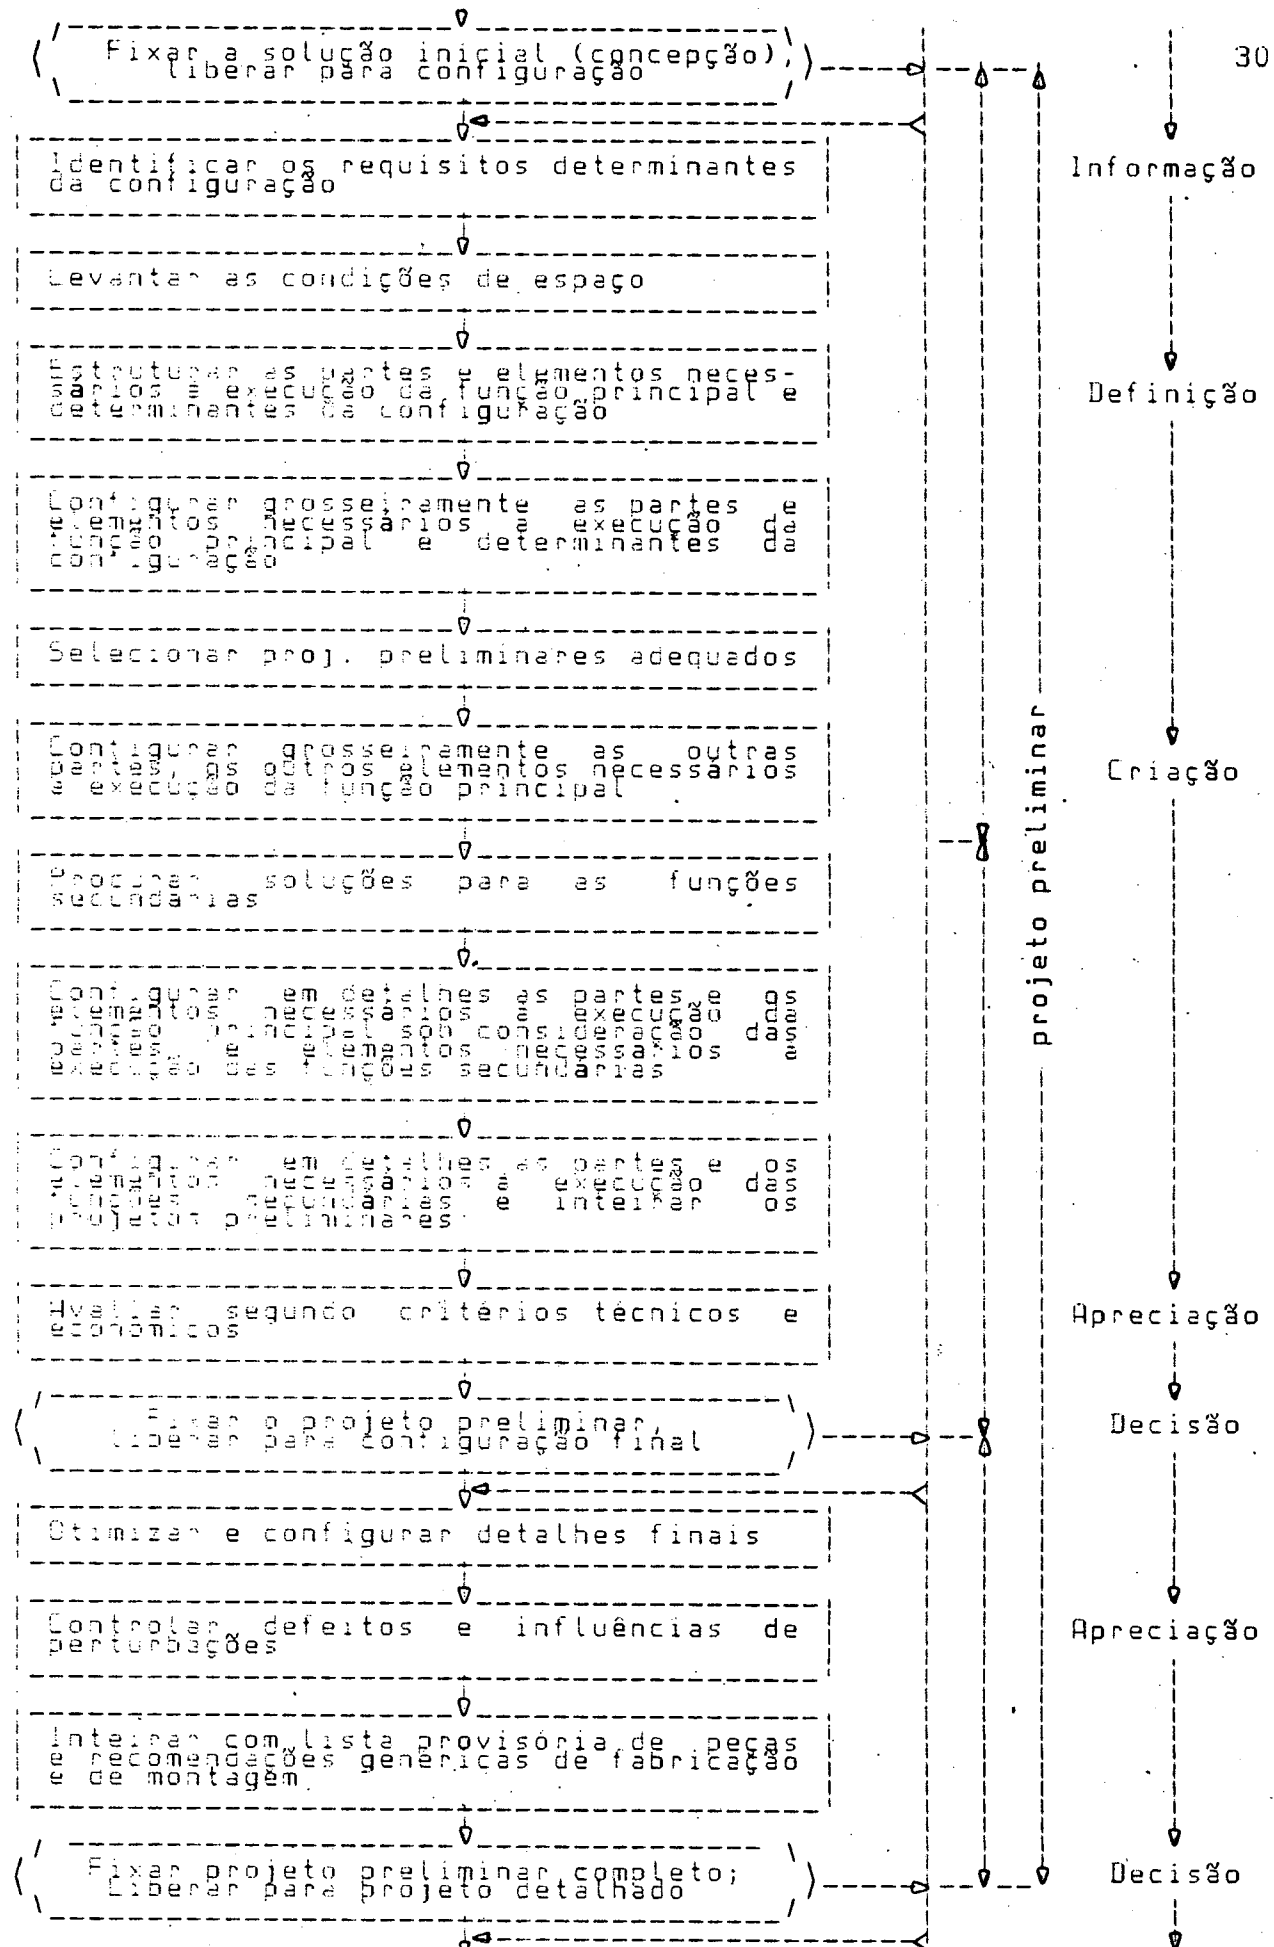 30
Fixar a solução inicial (concepção),
liberar para configuração
Identificar os requisitos determinantes
da configuração
Informação
Levantar as condições de espaço
Estruturar as partes e elementos neces-
sários a execução da função principal e
determinantes da configuração
Definição
Configurar grosseiramente as partes e
elementos necessários a execução da
função principal e determinantes da
configuração
Selecionar proj. preliminares adequados
Configurar grosseiramente as outras
partes, os outros elementos necessários
a execução da função principal
Criação
projeto preliminar
Procurar soluções para as funções
secundárias
Configurar em detalhes as partes e os
elementos necessários a execução da
função principal sob consideração das
partes e elementos necessários a
execução das funções secundárias
Configurar em detalhes as partes e os
elementos necessários a execução das
funções secundárias e inteirar os
projetos preliminares
Avaliar segundo critérios técnicos e
econômicos
Apreciação
Fixar o projeto preliminar,
liberar para configuração final
Decisão
Otimizar e configurar detalhes finais
Controlar defeitos e influências de
perturbações
Apreciação
Inteirar com lista provisória de peças
e recomendações genéricas de fabricação
e de montagem
Fixar projeto preliminar completo;
Liberar para projeto detalhado
Decisão